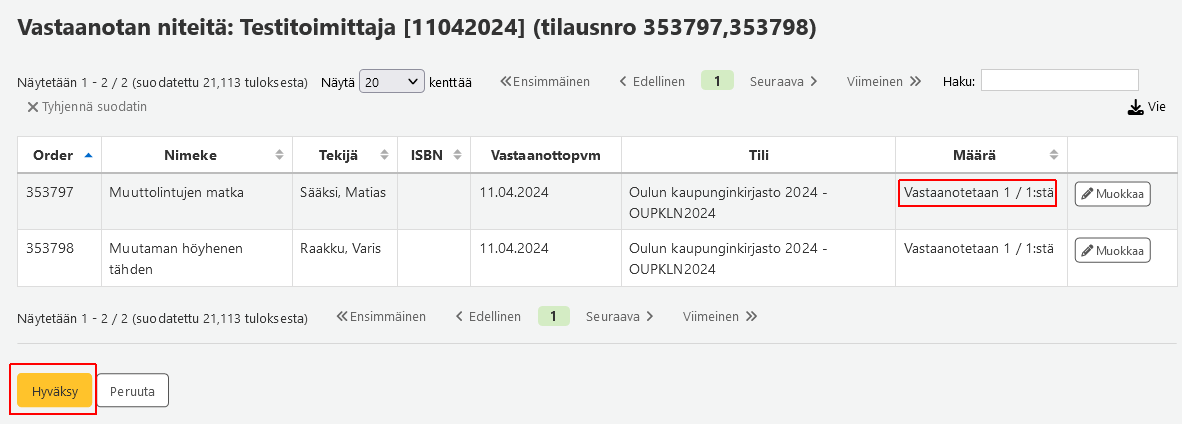 Vastaanotan niteitä: Testitoimittaja [11042024] (tilausnro 353797,353798)
Näytetään 1 - 2 / 2 (suodatettu 21,113 tuloksesta) Näytä 20 kenttää Ensimmäinen Edellinen 1 Seuraava Viimeinen Haku:
Tyhjennä suodatin Vie
Order Nimeke Tekijä ISBN Vastaanottopvm Tili Määrä
353797 Muuttolintujen matka Sääksi, Matias 11.04.2024 Oulun kaupunginkirjasto 2024 - Vastaanotetaan 1 / 1:stä Muokkaa
OUPKLN2024
353798 Muutaman höyhenen Raakku, Varis 11.04.2024 Oulun kaupunginkirjasto 2024 - Vastaanotetaan 1 / 1:stä Muokkaa
tähden OUPKLN2024
Näytetään 1 - 2 / 2 (suodatettu 21,113 tuloksesta) Ensimmäinen Edellinen 1 Seuraava Viimeinen
Hyväksy Peruuta